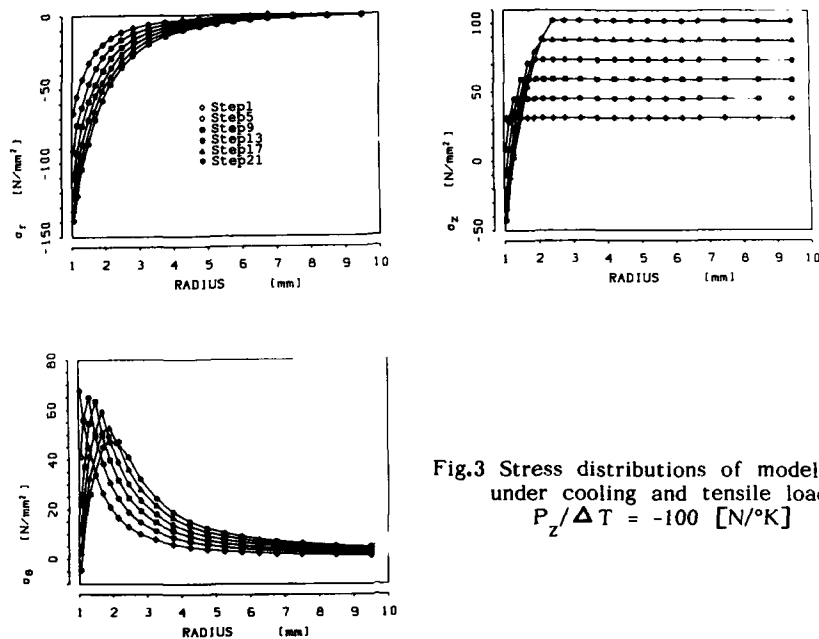 0
-50
-100
-150
σr [N/mm²]
Step1
Step5
Step9
Step13
Step17
Step21
1 2 3 4 5 6 7 8 9 10
RADIUS [mm]
100
50
0
-50
σz [N/mm²]
1 2 3 4 5 6 7 8 9 10
RADIUS [mm]
80
60
40
20
0
σθ [N/mm²]
1 2 3 4 5 6 7 8 9 10
RADIUS [mm]
Fig.3 Stress distributions of model
under cooling and tensile load
Pz/ΔT = -100 [N/°K]